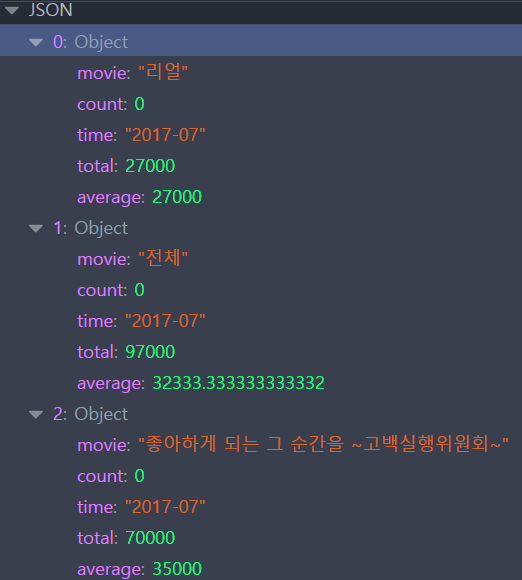 JSON
0: Object
movie: "리얼"
count: 0
time: "2017-07"
total: 27000
average: 27000
1: Object
movie: "전체"
count: 0
time: "2017-07"
total: 97000
average: 32333.333333333332
2: Object
movie: "좋아하게 되는 그 순간을 ~고백실행위원회~"
count: 0
time: "2017-07"
total: 70000
average: 35000